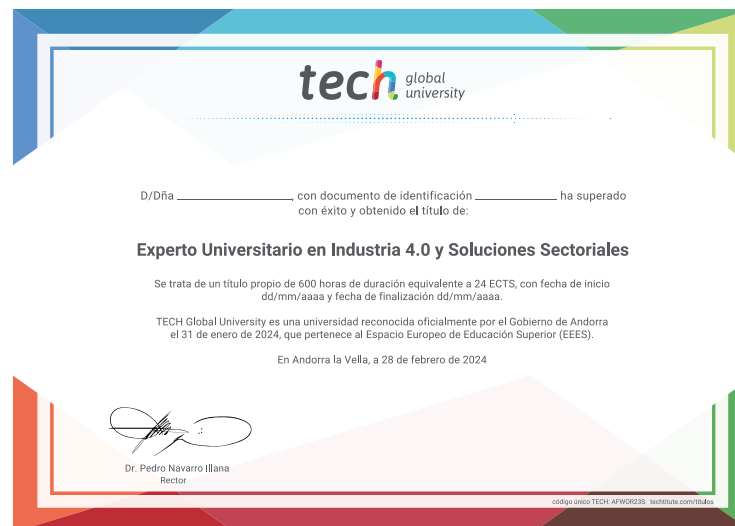 tech global university
D/Dña ________________, con documento de identificación ____________ ha superado
con éxito y obtenido el título de:
Experto Universitario en Industria 4.0 y Soluciones Sectoriales
Se trata de un título propio de 600 horas de duración equivalente a 24 ECTS, con fecha de inicio
dd/mm/aaaa y fecha de finalización dd/mm/aaaa.
TECH Global University es una universidad reconocida oficialmente por el Gobierno de Andorra
el 31 de enero de 2024, que pertenece al Espacio Europeo de Educación Superior (EEES).
En Andorra la Vella, a 28 de febrero de 2024
Dr. Pedro Navarro Illana
Rector
código único TECH: AFWOR23S techtitute.com/titulos